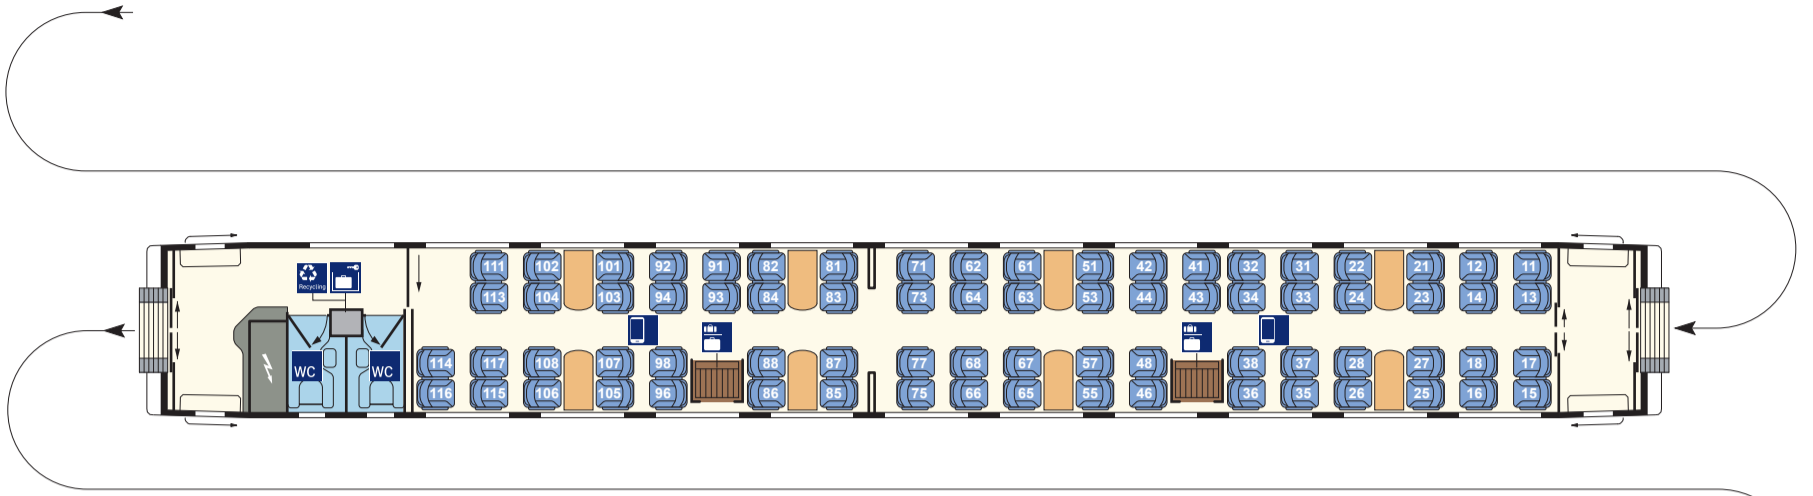 Recycling
111 102 101 92 91 82 81 71 62 61 51 42 41 32 31 22 21 12 11
113 104 103 94 93 84 83 73 64 63 53 44 43 34 33 24 23 14 13
WC WC
114 117 108 107 98 88 87 77 68 67 57 48 38 37 28 27 18 17
116 115 106 105 96 86 85 75 66 65 55 46 36 35 26 25 16 15